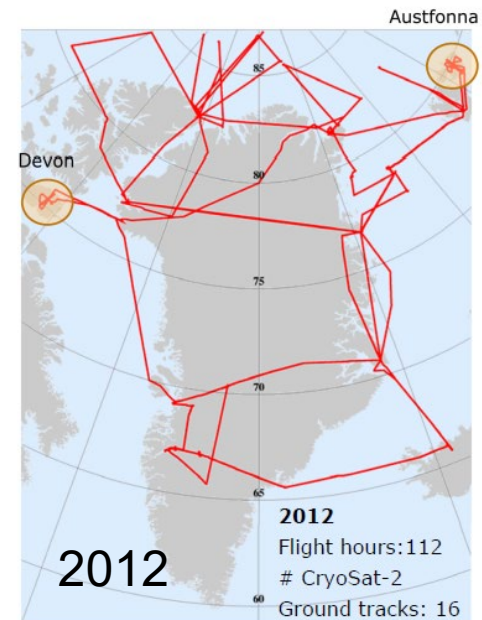 Austfonna
85
Devon
80
75
70
65
2012
Flight hours:112
2012
# CryoSat-2
60
Ground tracks: 16